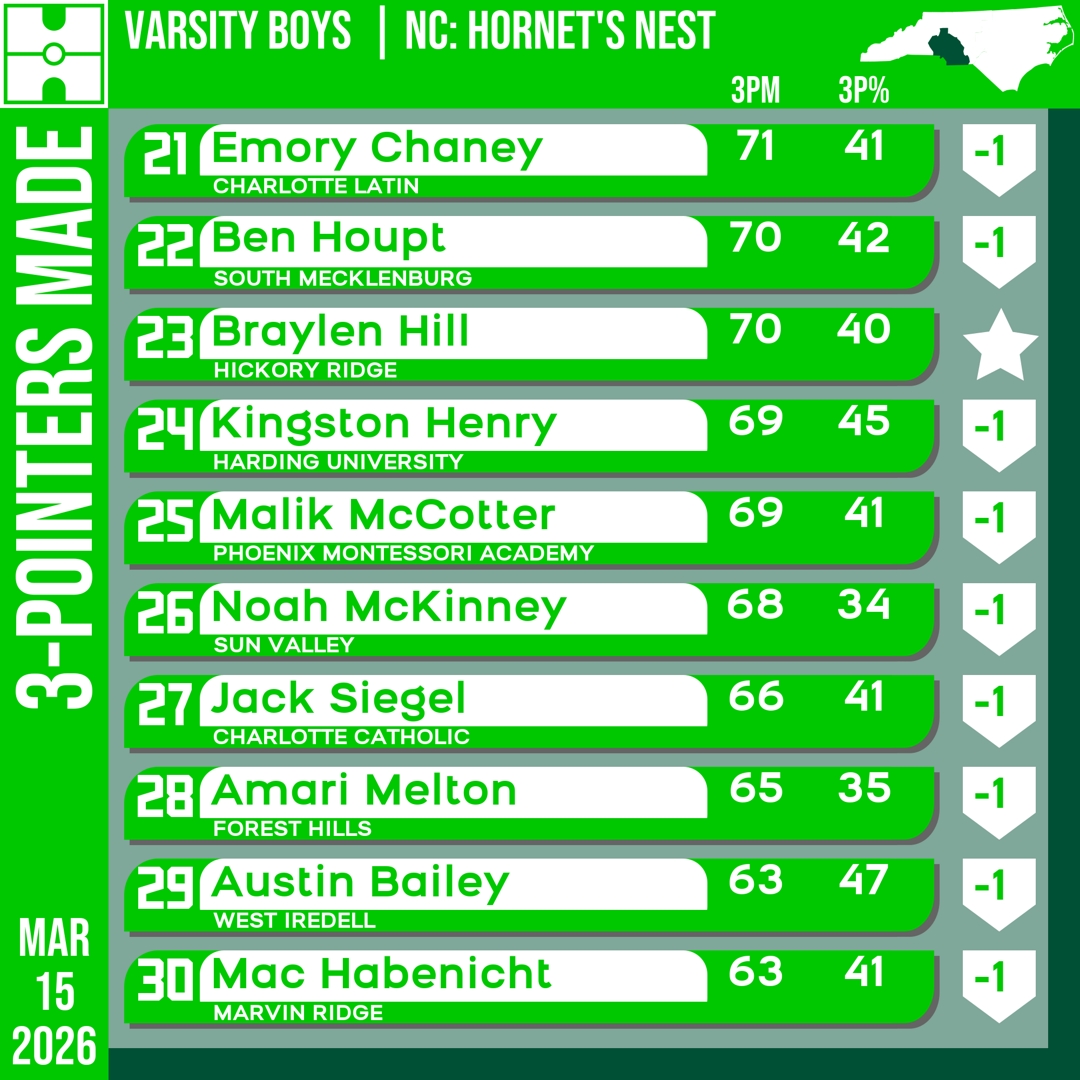 VARSITY BOYS | NC: HORNET'S NEST
3PM 3P%
3-POINTERS MADE
21 Emory Chaney 71 41 -1
CHARLOTTE LATIN
22 Ben Houpt 70 42 -1
SOUTH MECKLENBURG
23 Braylen Hill 70 40
HICKORY RIDGE
24 Kingston Henry 69 45 -1
HARDING UNIVERSITY
25 Malik McCotter 69 41 -1
PHOENIX MONTESSORI ACADEMY
26 Noah McKinney 68 34 -1
SUN VALLEY
27 Jack Siegel 66 41 -1
CHARLOTTE CATHOLIC
28 Amari Melton 65 35 -1
FOREST HILLS
29 Austin Bailey 63 47 -1
WEST IREDELL
30 Mac Habenicht 63 41 -1
MARVIN RIDGE
MAR
15
2026